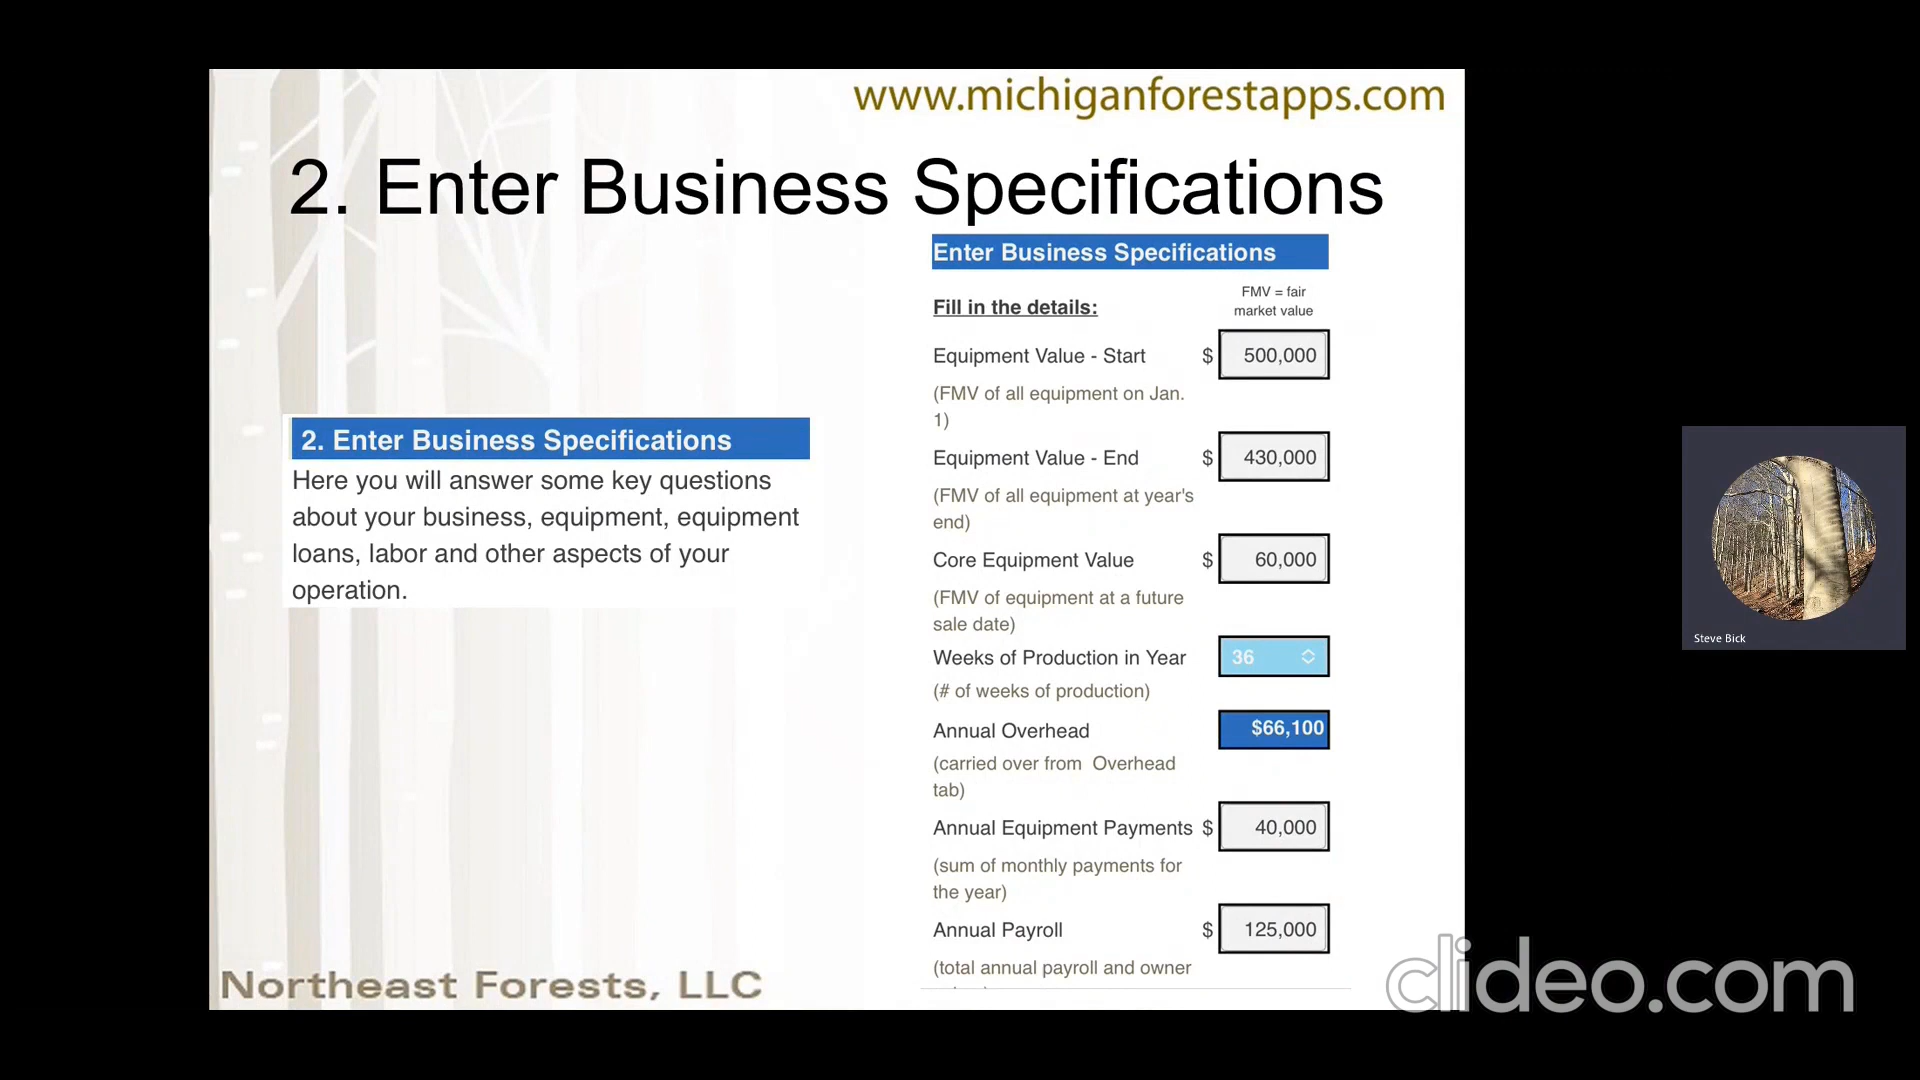 www.michiganforestapps.com
2. Enter Business Specifications
2. Enter Business Specifications
Here you will answer some key questions
about your business, equipment, equipment
loans, labor and other aspects of your
operation.
Enter Business Specifications
Fill in the details:
FMV = fair
market value
Equipment Value - Start $ 500,000
(FMV of all equipment on Jan.
1)
Equipment Value - End $ 430,000
(FMV of all equipment at year's
end)
Core Equipment Value $ 60,000
(FMV of equipment at a future
sale date)
Weeks of Production in Year 36
(# of weeks of production)
Annual Overhead $66,100
(carried over from Overhead
tab)
Annual Equipment Payments $ 40,000
(sum of monthly payments for
the year)
Annual Payroll $ 125,000
(total annual payroll and owner
Northeast Forests, LLC
Steve Bick
clideo.com